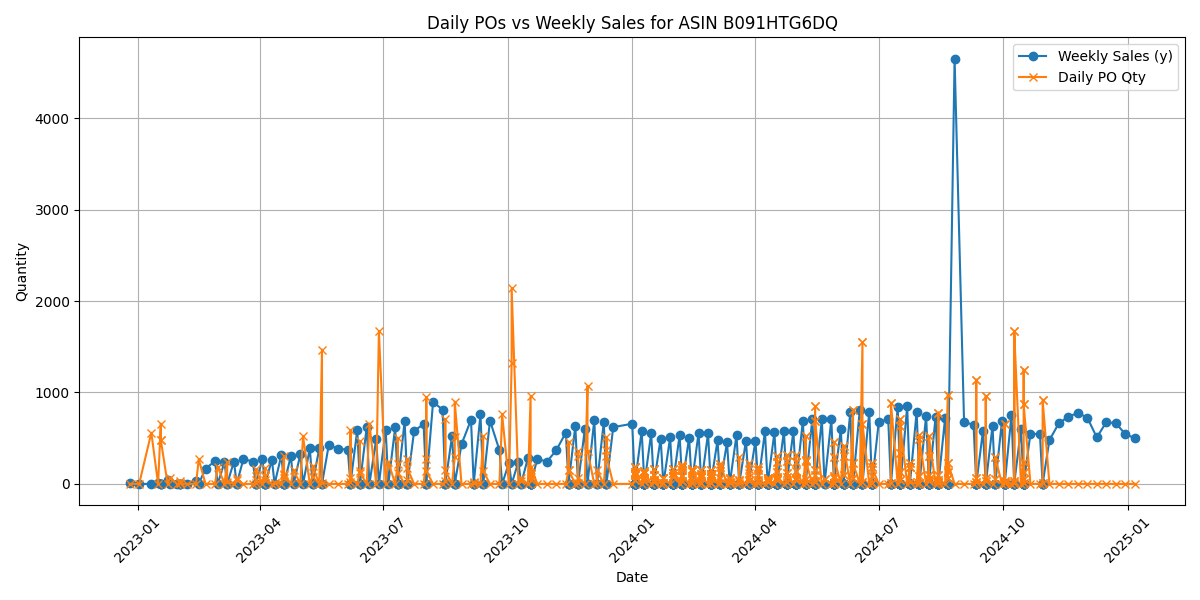 Daily POs vs Weekly Sales for ASIN B091HTG6DQ
Weekly Sales (y)
Daily PO Qty
Quantity
4000
3000
2000
1000
0
2023-01
2023-04
2023-07
2023-10
2024-01
2024-04
2024-07
2024-10
2025-01
Date